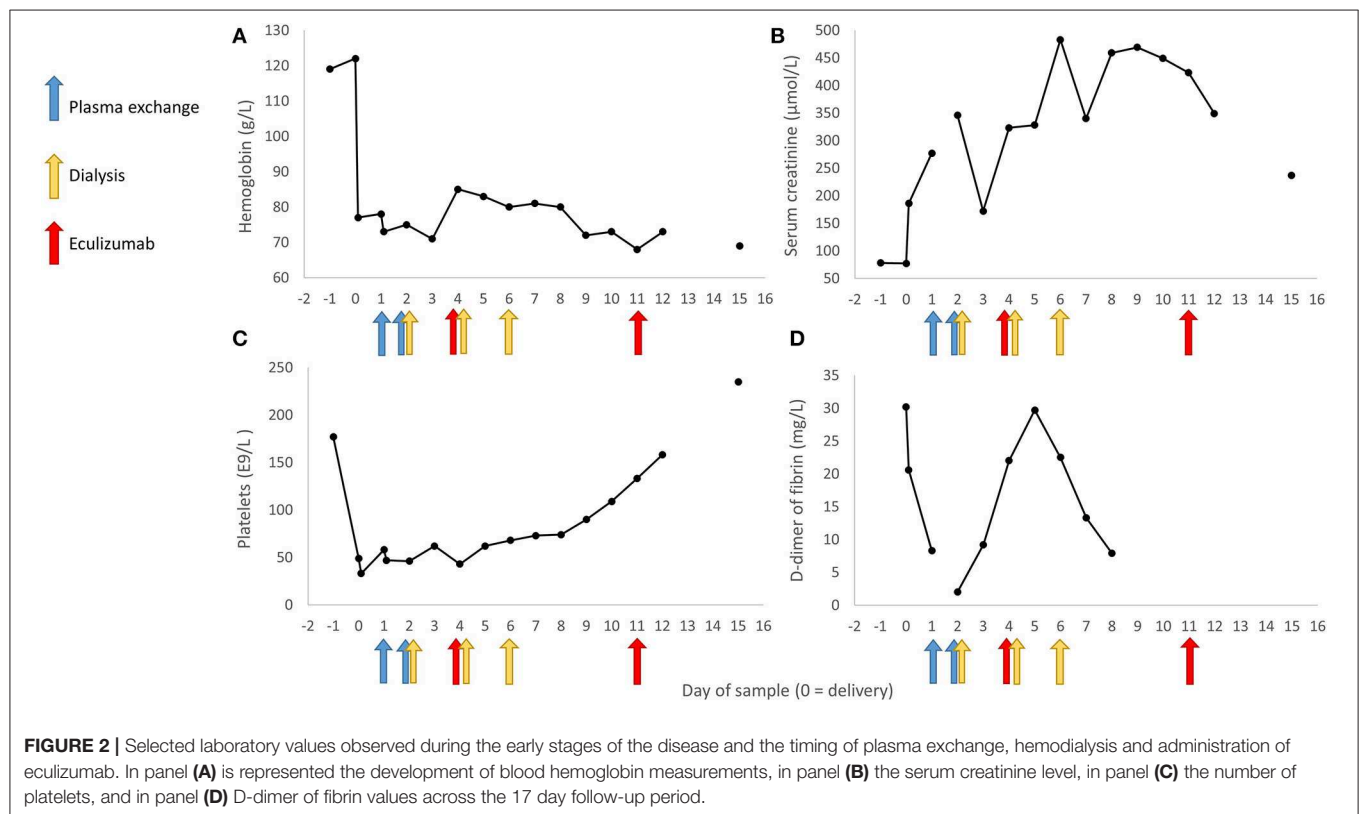 Plasma exchange
Dialysis
Eculizumab
A
Hemoglobin (g/L)
130
120
110
100
90
80
70
60
-2 -1 0 1 2 3 4 5 6 7 8 9 10 11 12 13 14 15 16
B
Serum creatinine (µmol/L)
500
450
400
350
300
250
200
150
100
50
-2 -1 0 1 2 3 4 5 6 7 8 9 10 11 12 13 14 15 16
C
Platelets (E9/L )
250
200
150
100
50
0
-2 -1 0 1 2 3 4 5 6 7 8 9 10 11 12 13 14 15 16
D
D-dimer of fibrin (mg/L)
35
30
25
20
15
10
5
0
-2 -1 0 1 2 3 4 5 6 7 8 9 10 11 12 13 14 15 16
Day of sample (0 = delivery)
FIGURE 2 | Selected laboratory values observed during the early stages of the disease and the timing of plasma exchange, hemodialysis and administration of
eculizumab. In panel (A) is represented the development of blood hemoglobin measurements, in panel (B) the serum creatinine level, in panel (C) the number of
platelets, and in panel (D) D-dimer of fibrin values across the 17 day follow-up period.